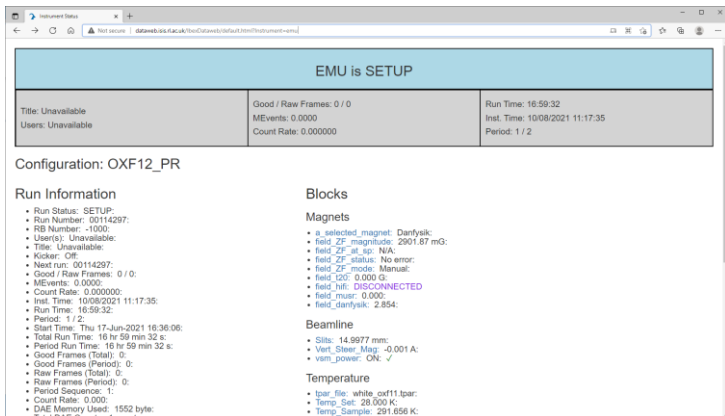 Instrument Status
Not secure | dataweb.isis.rl.ac.uk/IbexDataweb/default.html?Instrument=emu
EMU is SETUP
Title: Unavailable
Users: Unavailable
Good / Raw Frames: 0 / 0
MEvents: 0.0000
Count Rate: 0.000000
Run Time: 16:59:32
Inst. Time: 10/08/2021 11:17:35
Period: 1 / 2
Configuration: OXF12_PR
Run Information
Run Status: SETUP:
Run Number: 00114297:
RB Number: -1000:
User(s): Unavailable:
Title: Unavailable:
Kicker: Off:
Next run: 00114297:
Good / Raw Frames: 0 / 0:
MEvents: 0.0000:
Count Rate: 0.000000:
Inst. Time: 10/08/2021 11:17:35:
Run Time: 16:59:32:
Period: 1 / 2:
Start Time: Thu 17-Jun-2021 16:36:06:
Total Run Time: 16 hr 59 min 32 s:
Period Run Time: 16 hr 59 min 32 s:
Good Frames (Total): 0:
Good Frames (Period): 0:
Raw Frames (Total): 0:
Raw Frames (Period): 0:
Period Sequence: 1:
Count Rate: 0.000:
DAE Memory Used: 1552 byte:
Blocks
Magnets
a_selected_magnet: Danfysik:
field_ZF_magnitude: 2901.87 mG:
field_ZF_at_sp: N/A:
field_ZF_status: No error:
field_ZF_mode: Manual:
field_t20: 0.000 G:
field_hifi: DISCONNECTED
field_musr: 0.000:
field_danfysik: 2.854:
Beamline
Slits: 14.9977 mm:
Vert_Steer_Mag: -0.001 A:
vsm_power: ON: ✓
Temperature
tpar_file: white_oxf11.tpar:
Temp_Set: 28.000 K:
Temp_Sample: 291.656 K: